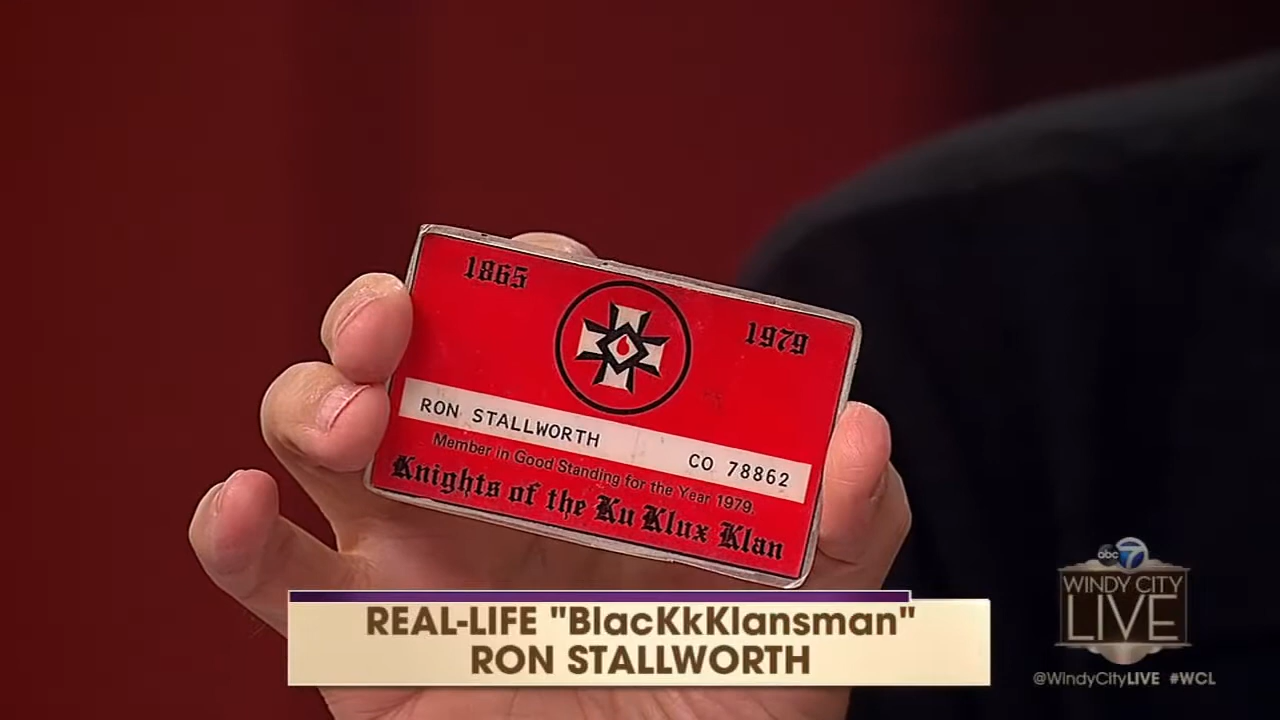 1865
1979
RON STALLWORTH
CO 78862
Member in Good Standing for the Year 1979.
Knights of the Ku Klux Klan
REAL-LIFE "BlacKkKlansman"
RON STALLWORTH
abc 7
WINDY CITY
LIVE
@WindyCityLIVE #WCL